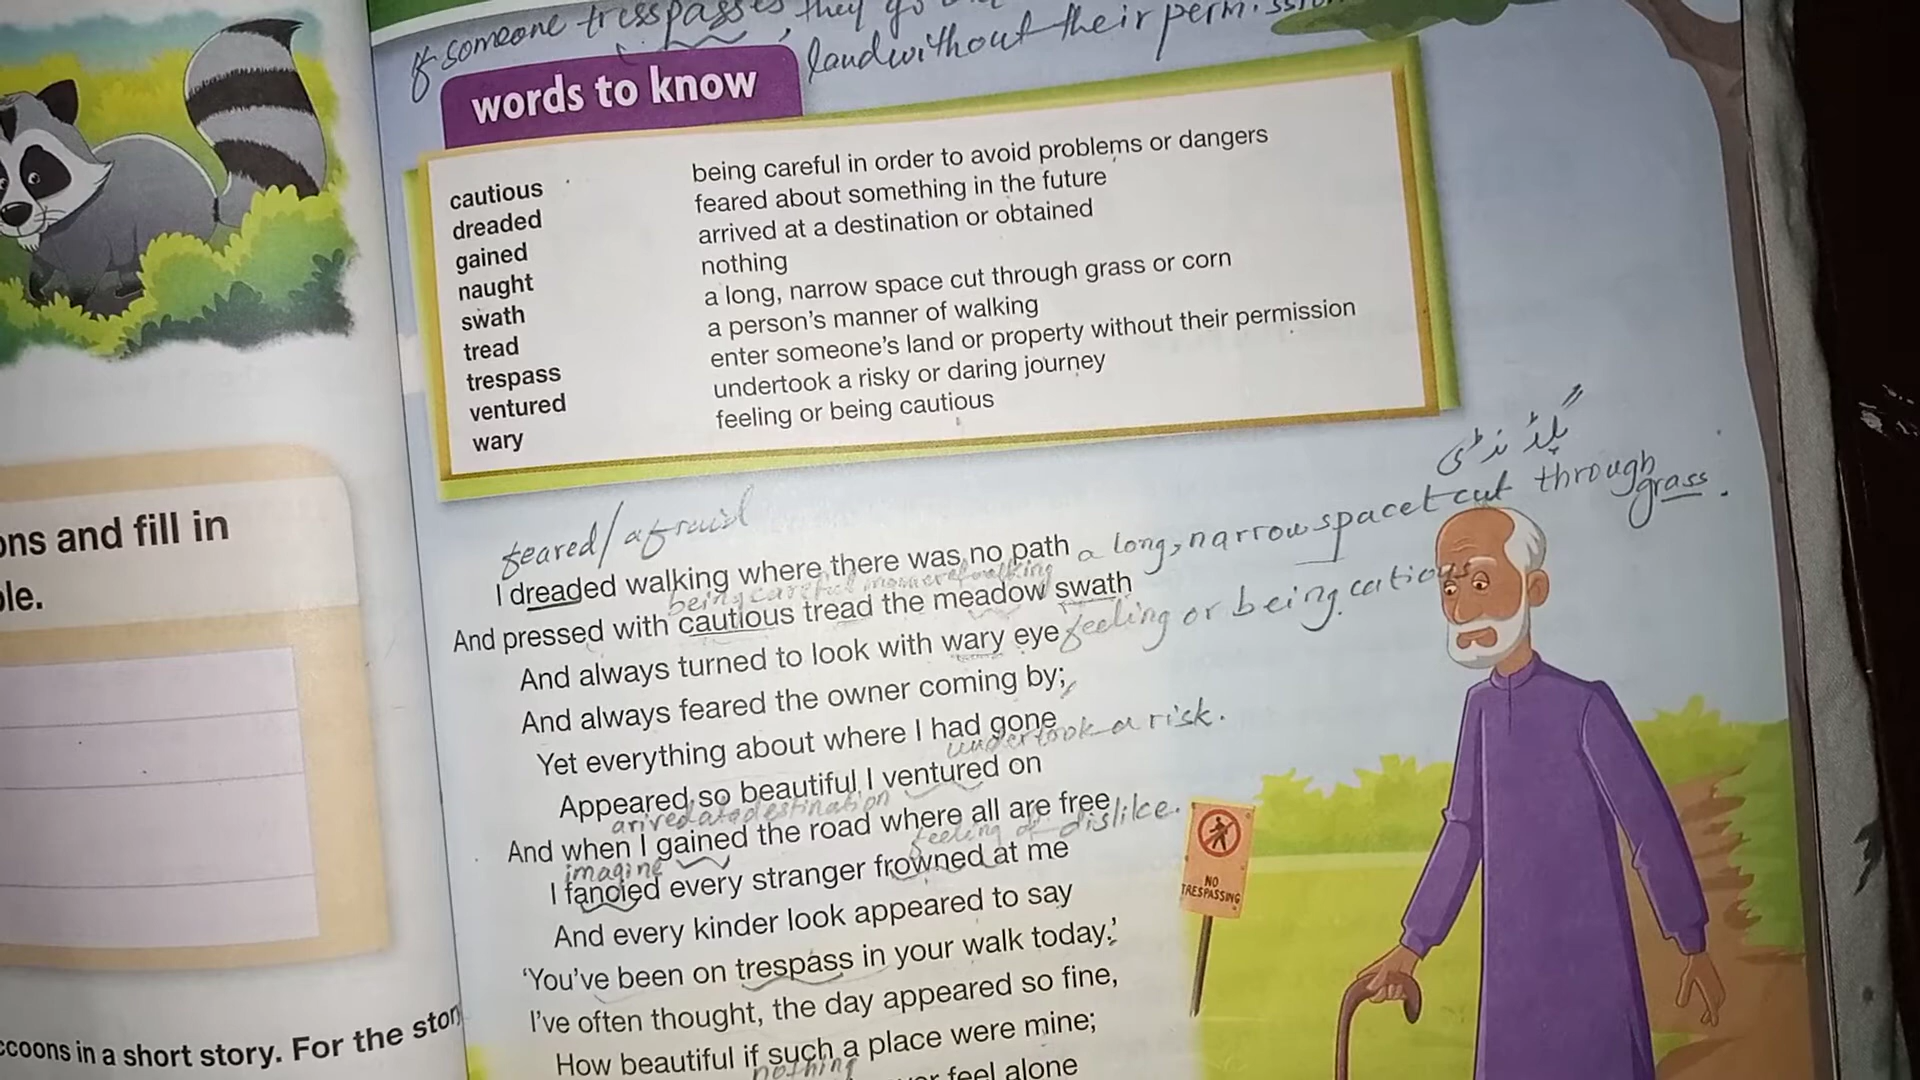 If someone tresspasses, they go
land without their permission
words to know
cautious being careful in order to avoid problems or dangers
dreaded feared about something in the future
gained arrived at a destination or obtained
naught nothing
swath a long, narrow space cut through grass or corn
tread a person's manner of walking
trespass enter someone's land or property without their permission
ventured undertook a risky or daring journey
wary feeling or being cautious
ons and fill in
ble.
پگڈنڈی
feared/afraid
a long, narrow space cut through grass.
I dreaded walking where there was no path
being careful manner of walking
And pressed with cautious tread the meadow swath
And always turned to look with wary eye
feeling or being catious
And always feared the owner coming by;
Yet everything about where I had gone
undertook a risk.
Appeared so beautiful I ventured on
arived at a destination
And when I gained the road where all are free
imagine feeling of dislike.
I fancied every stranger frowned at me
And every kinder look appeared to say
'You've been on trespass in your walk today.'
I've often thought, the day appeared so fine,
How beautiful if such a place were mine;
nothing
feel alone
NO
TRESPASSING
ccoons in a short story. For the stor